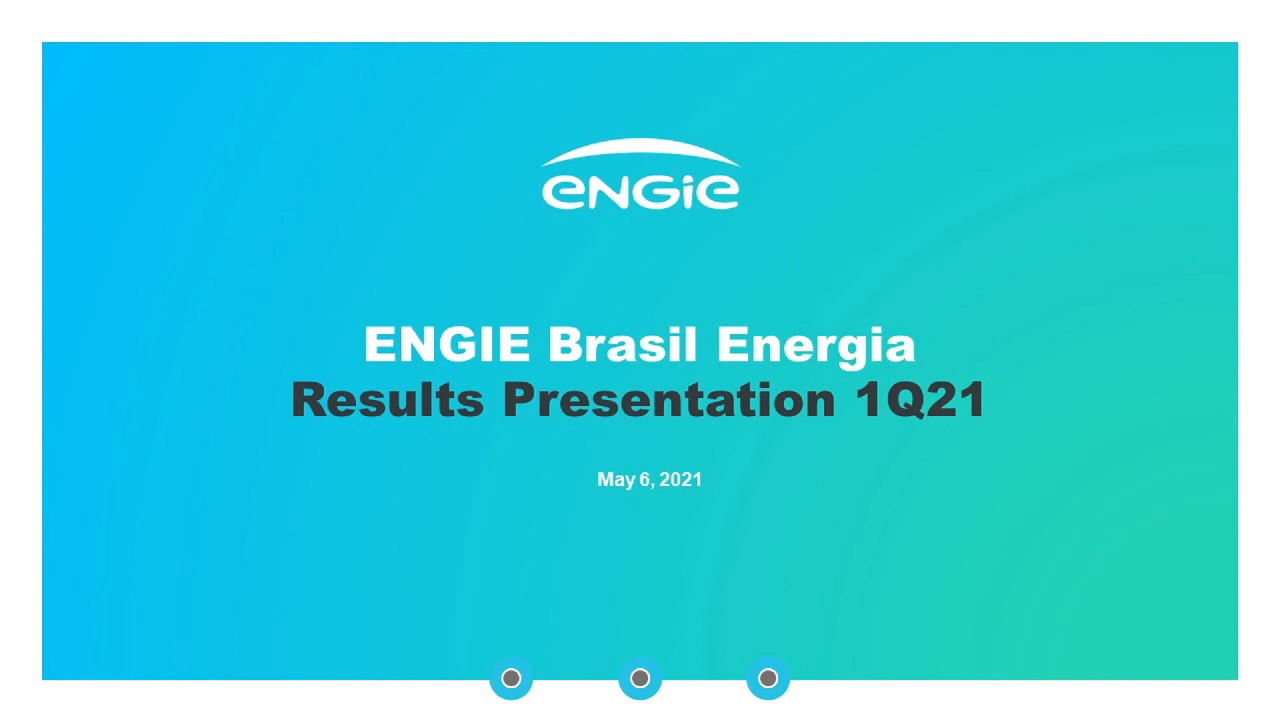 ENGIE
ENGIE Brasil Energia
Results Presentation 1Q21
May 6, 2021